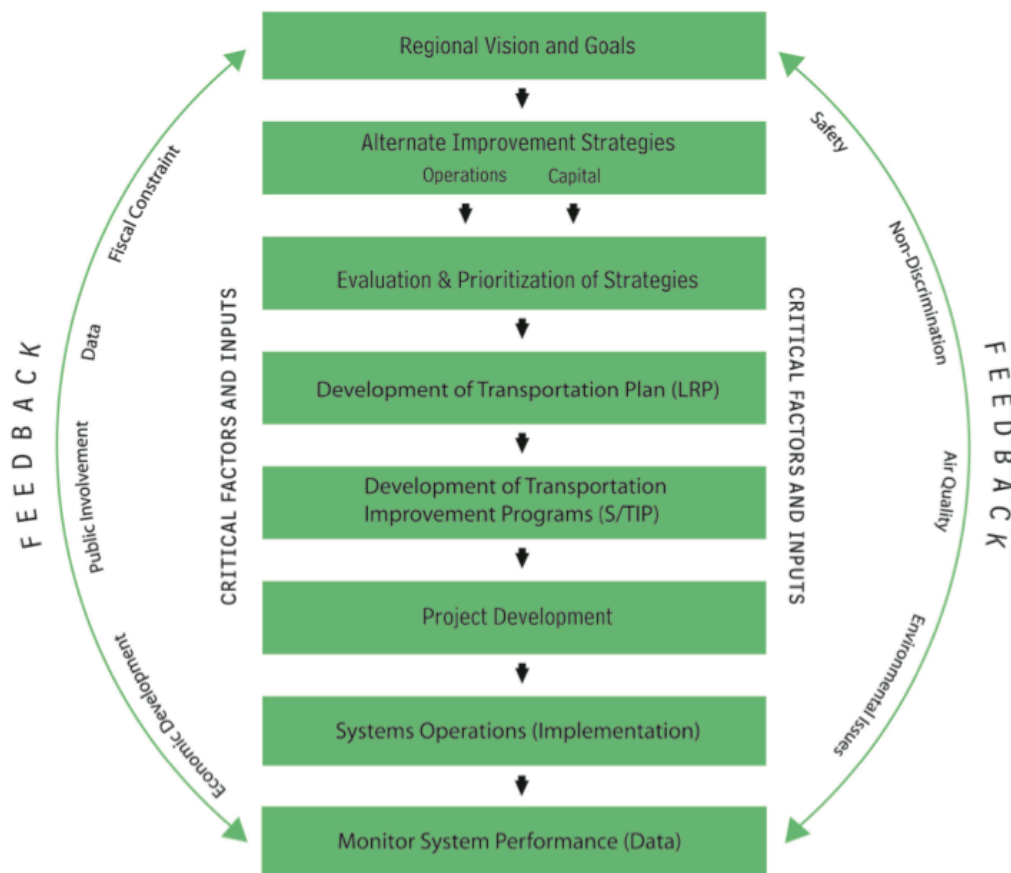 Regional Vision and Goals
Alternate Improvement Strategies
Operations Capital
Evaluation & Prioritization of Strategies
Development of Transportation Plan (LRP)
Development of Transportation
Improvement Programs (S/TIP)
Project Development
Systems Operations (Implementation)
Monitor System Performance (Data)
FEEDBACK
Fiscal Constraint
Data
Public Involvement
Economic Development
CRITICAL FACTORS AND INPUTS
CRITICAL FACTORS AND INPUTS
Safety
Non-Discrimination
Air Quality
Environmental Issues
FEEDBACK